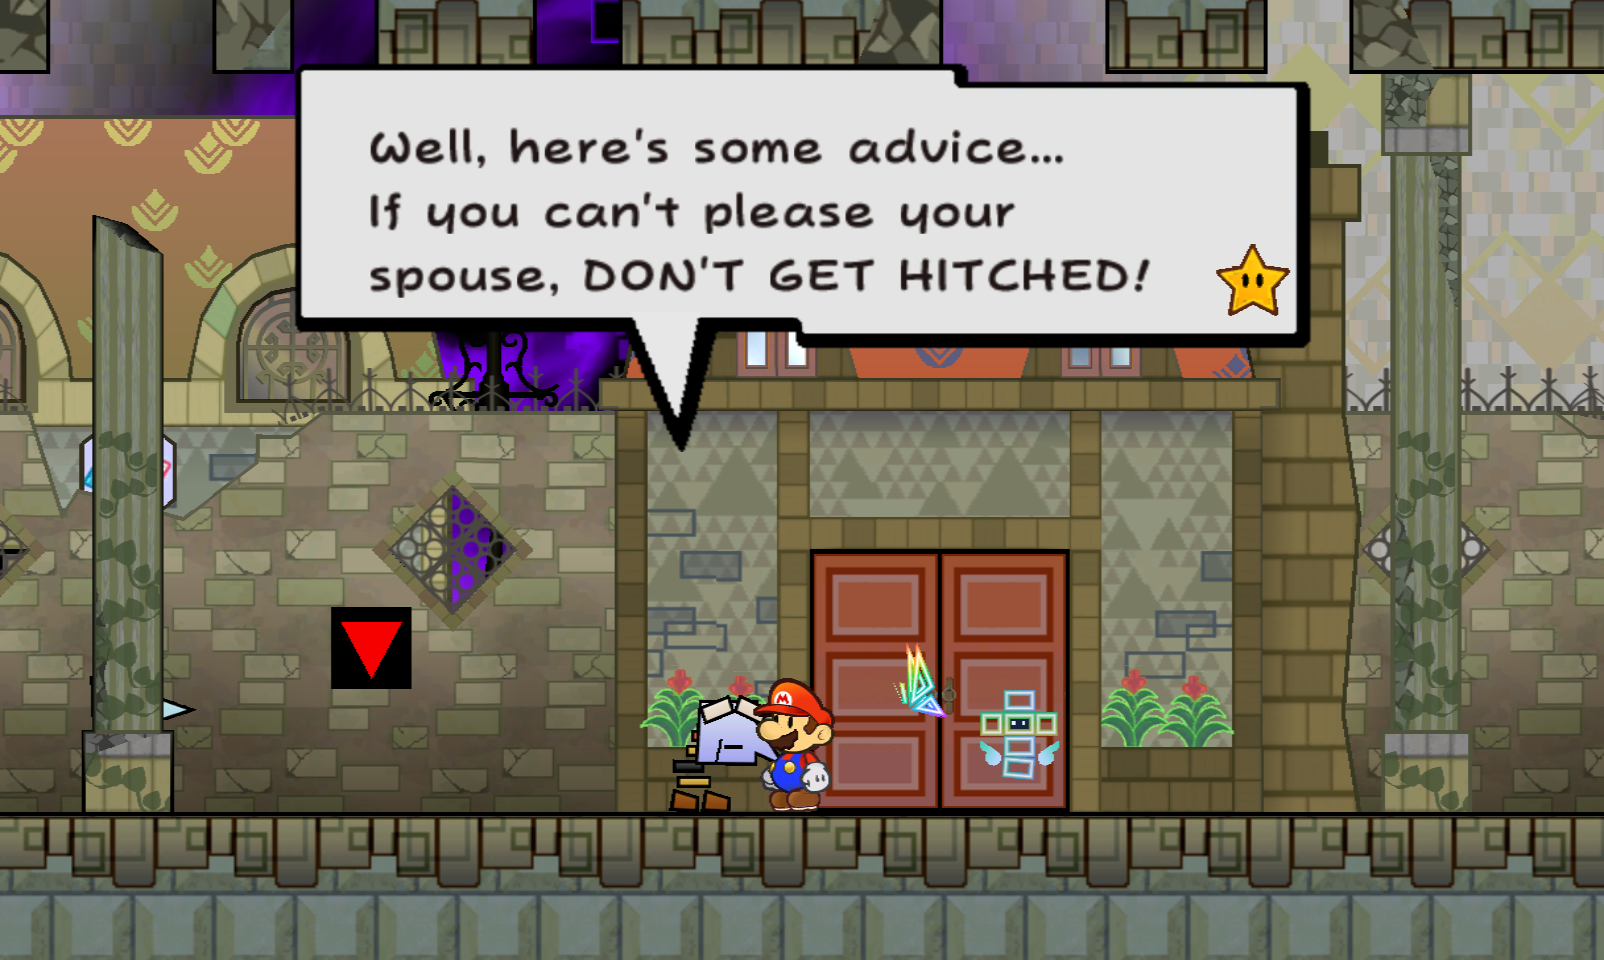 Well, here's some advice...
If you can't please your
spouse, DON'T GET HITCHED!
M